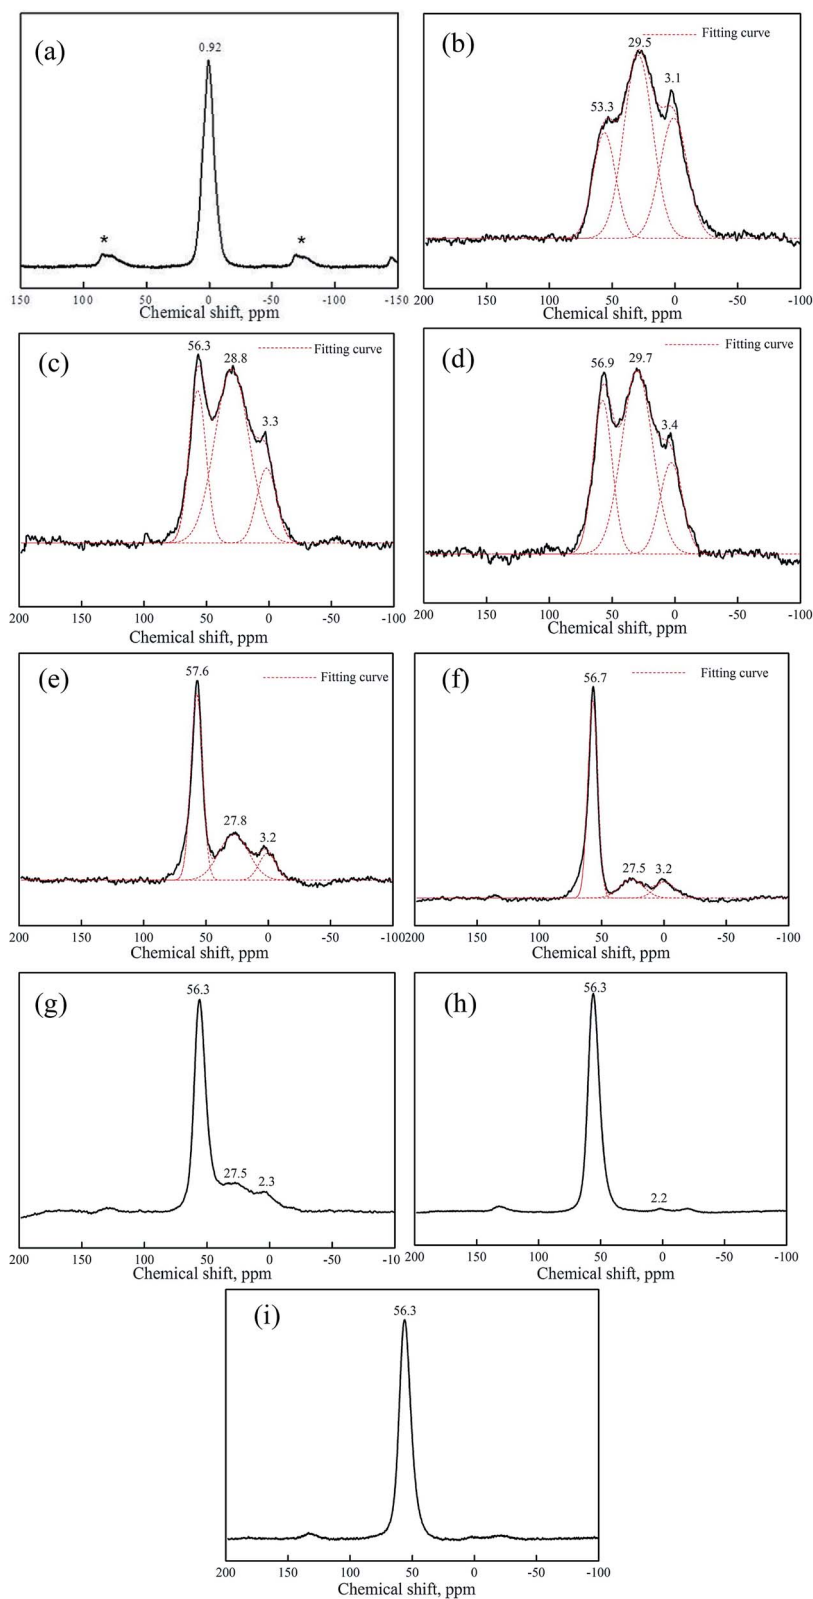 (a)
0.92
*
*
150 100 50 0 -50 -100 -150
Chemical shift, ppm
(b)
Fitting curve
53.3
29.5
3.1
200 150 100 50 0 -50 -100
Chemical shift, ppm
(c)
Fitting curve
56.3
28.8
3.3
200 150 100 50 0 -50 -100
Chemical shift, ppm
(d)
Fitting curve
56.9
29.7
3.4
200 150 100 50 0 -50 -100
Chemical shift, ppm
(e)
Fitting curve
57.6
27.8
3.2
200 150 100 50 0 -50 -100
Chemical shift, ppm
(f)
Fitting curve
56.7
27.5
3.2
200 150 100 50 0 -50 -100
Chemical shift, ppm
(g)
56.3
27.5
2.3
200 150 100 50 0 -50 -10
Chemical shift, ppm
(h)
56.3
2.2
200 150 100 50 0 -50 -100
Chemical shift, ppm
(i)
56.3
200 150 100 50 0 -50 -100
Chemical shift, ppm